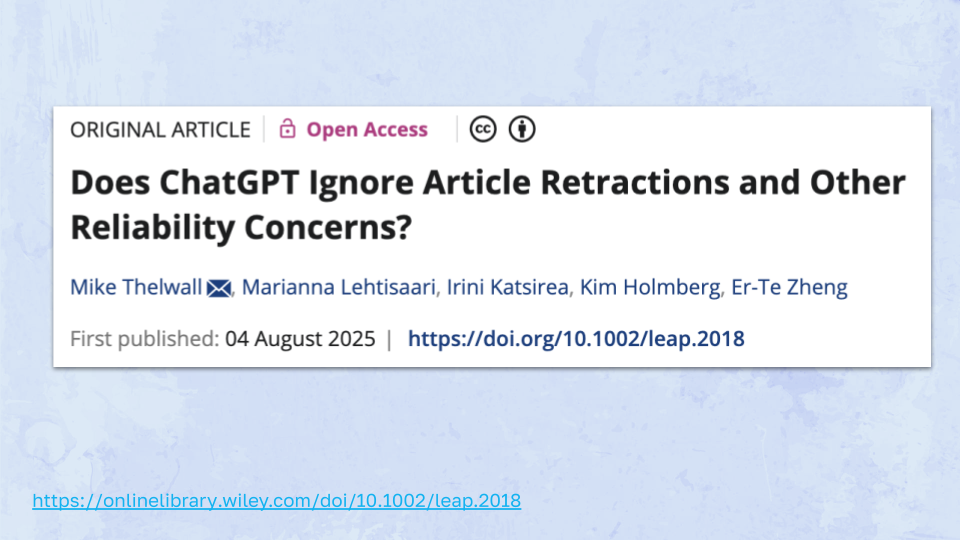 ORIGINAL ARTICLE | Open Access | cc
Does ChatGPT Ignore Article Retractions and Other
Reliability Concerns?
Mike Thelwall, Marianna Lehtisaari, Irini Katsirea, Kim Holmberg, Er-Te Zheng
First published: 04 August 2025 | https://doi.org/10.1002/leap.2018
https://onlinelibrary.wiley.com/doi/10.1002/leap.2018